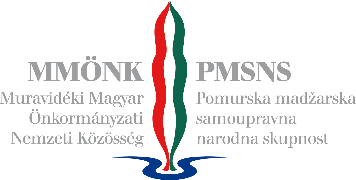 MMÖNK
Muravidéki Magyar
Önkormányzati
Nemzeti Közösség
PMSNS
Pomurska madžarska
samoupravna
narodna skupnost